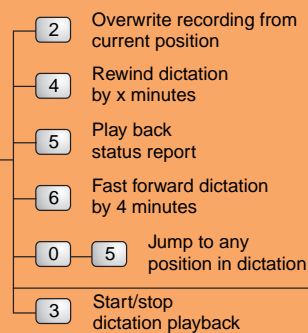 2 Overwrite recording from
current position
4 Rewind dictation
by x minutes
5 Play back
status report
6 Fast forward dictation
by 4 minutes
0 5 Jump to any
position in dictation
3 Start/stop
dictation playback